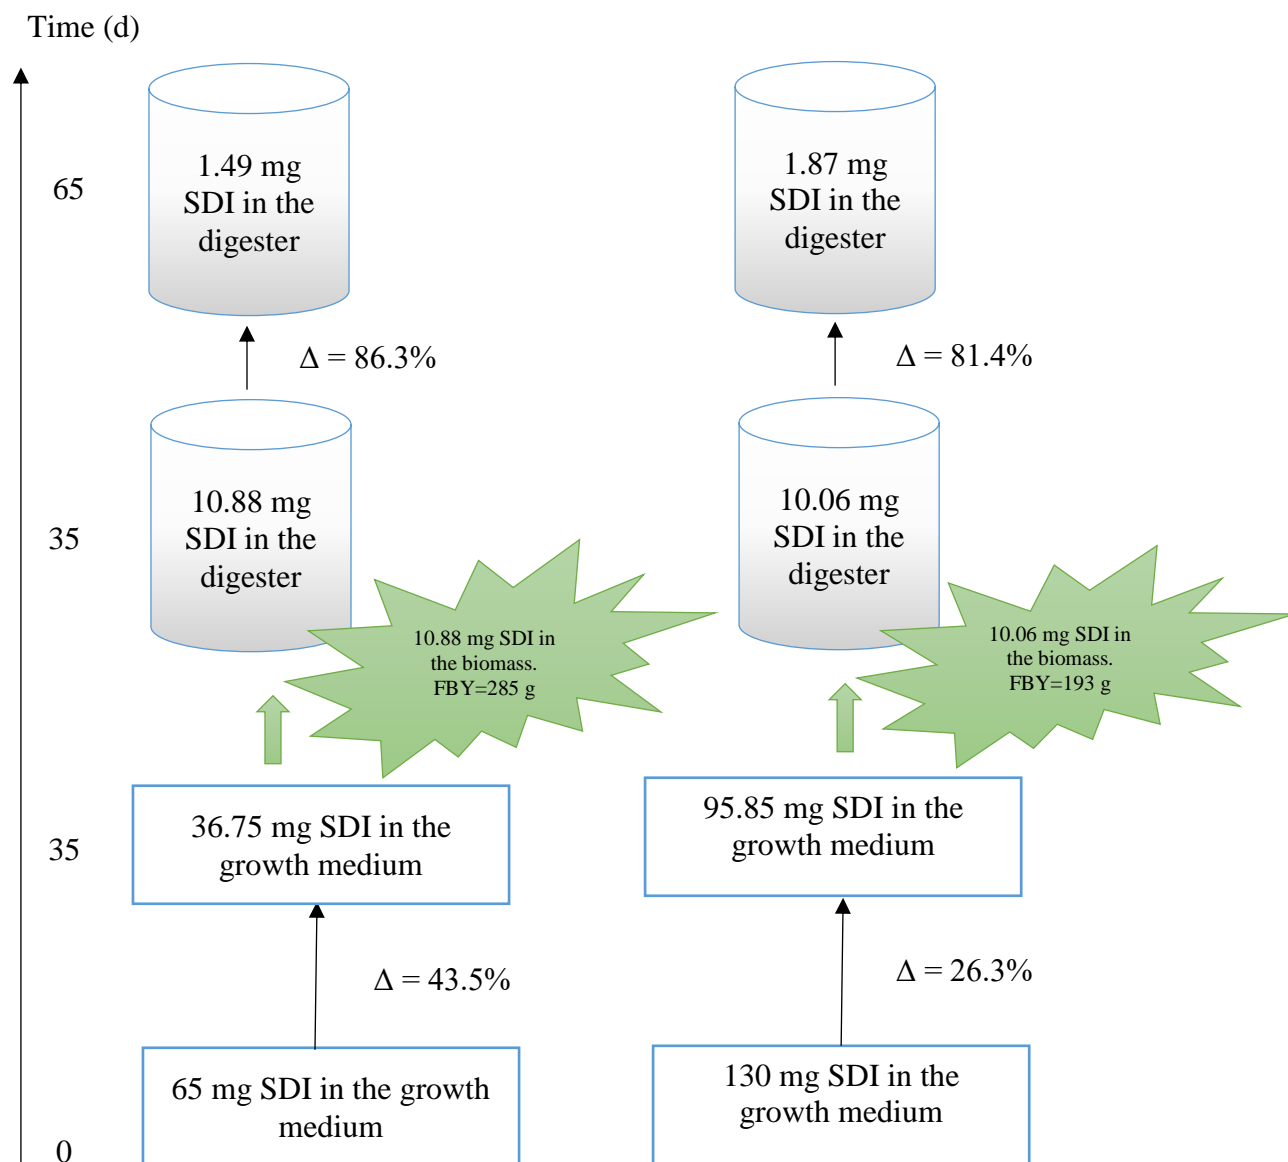 Time (d)
65
1.49 mg
SDI in the
digester
1.87 mg
SDI in the
digester
Δ = 86.3%
Δ = 81.4%
35
10.88 mg
SDI in the
digester
10.06 mg
SDI in the
digester
10.88 mg SDI in
the biomass.
FBY=285 g
10.06 mg SDI in
the biomass.
FBY=193 g
35
36.75 mg SDI in the
growth medium
95.85 mg SDI in the
growth medium
Δ = 43.5%
Δ = 26.3%
0
65 mg SDI in the growth
medium
130 mg SDI in the
growth medium